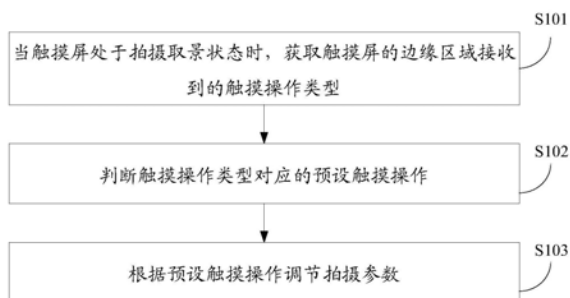 S101
当触摸屏处于拍摄取景状态时，获取触摸屏的边缘区域接收
到的触摸操作类型
S102
判断触摸操作类型对应的预设触摸操作
S103
根据预设触摸操作调节拍摄参数